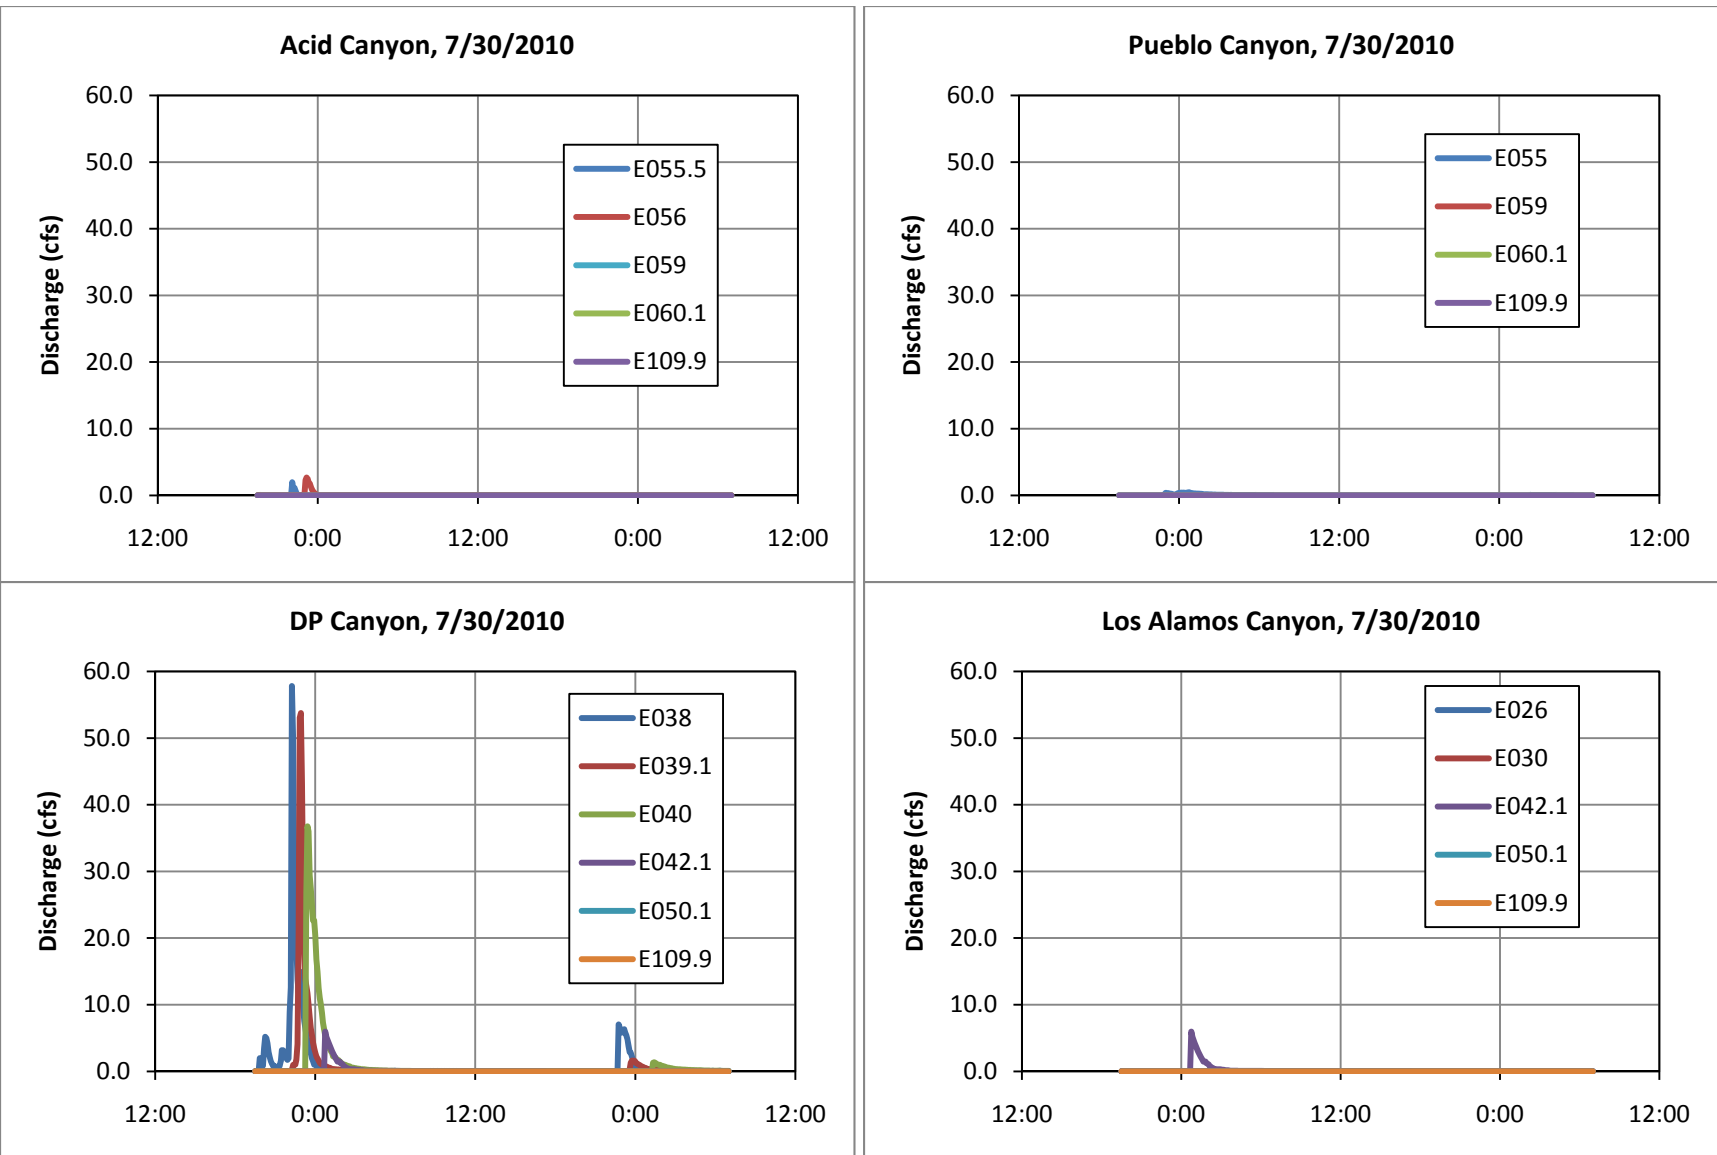 Acid Canyon, 7/30/2010
60.0
50.0
40.0
30.0
20.0
10.0
0.0
Discharge (cfs)
12:00 0:00 12:00 0:00 12:00
E055.5
E056
E059
E060.1
E109.9
Pueblo Canyon, 7/30/2010
60.0
50.0
40.0
30.0
20.0
10.0
0.0
Discharge (cfs)
12:00 0:00 12:00 0:00 12:00
E055
E059
E060.1
E109.9
DP Canyon, 7/30/2010
60.0
50.0
40.0
30.0
20.0
10.0
0.0
Discharge (cfs)
12:00 0:00 12:00 0:00 12:00
E038
E039.1
E040
E042.1
E050.1
E109.9
Los Alamos Canyon, 7/30/2010
60.0
50.0
40.0
30.0
20.0
10.0
0.0
Discharge (cfs)
12:00 0:00 12:00 0:00 12:00
E026
E030
E042.1
E050.1
E109.9